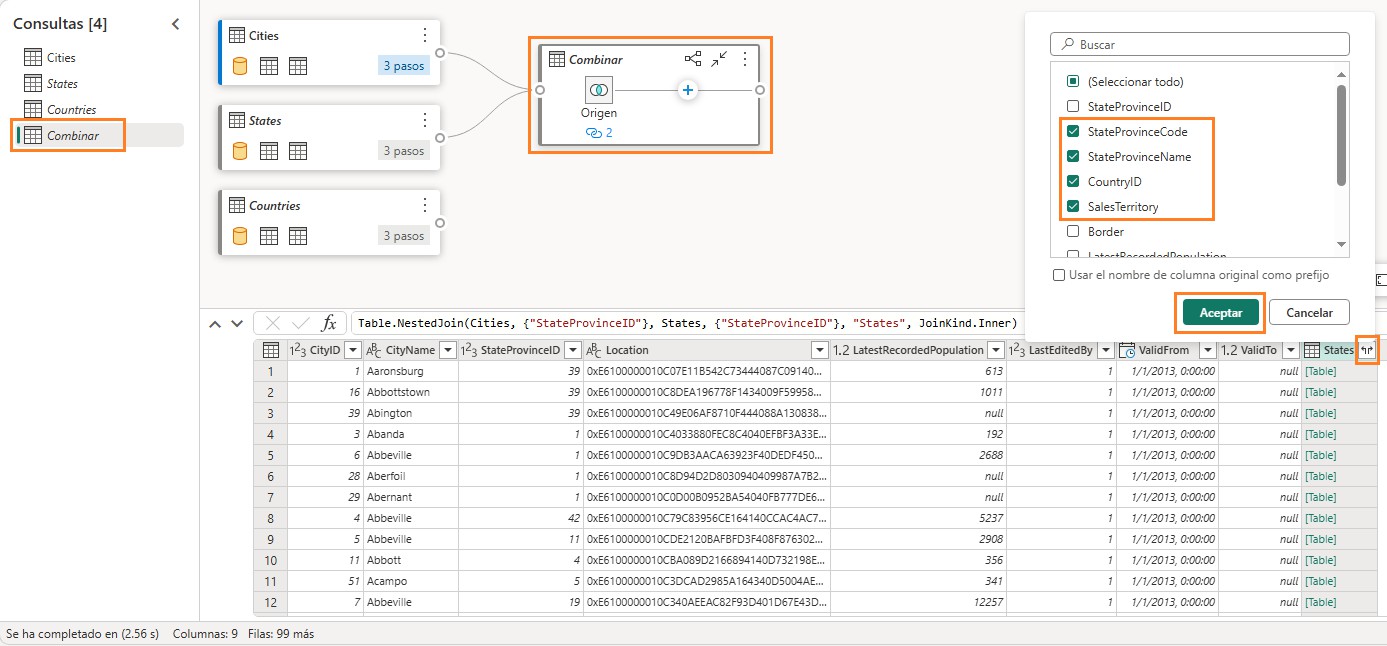 Consultas [4]
Cities
States
Countries
Combinar
Cities
3 pasos
States
3 pasos
Countries
3 pasos
Combinar
Origen
2
Buscar
(Seleccionar todo)
StateProvinceID
StateProvinceCode
StateProvinceName
CountryID
SalesTerritory
Border
LatestRecordedPopulation
Usar el nombre de columna original como prefijo
Aceptar
Cancelar
fx
Table.NestedJoin(Cities, {"StateProvinceID"}, States, {"StateProvinceID"}, "States", JoinKind.Inner)
1²3 CityID ABC CityName 1²3 StateProvinceID ABC Location 1.2 LatestRecordedPopulation 1²3 LastEditedBy ValidFrom 1.2 ValidTo States
1 1 Aaronsburg 39 0xE6100000010C07E11B542C73444087C09140... 613 1 1/1/2013, 0:00:00 null [Table]
2 16 Abbottstown 39 0xE6100000010C8DEA196778F1434009F59958... 1011 1 1/1/2013, 0:00:00 null [Table]
3 39 Abington 39 0xE6100000010C49E06AF8710F444088A130838... null 1 1/1/2013, 0:00:00 null [Table]
4 3 Abanda 1 0xE6100000010C4033880FEC8C4040EFBF3A33E... 192 1 1/1/2013, 0:00:00 null [Table]
5 6 Abbeville 1 0xE6100000010C9DB3AACA63923F40DEDF450... 2688 1 1/1/2013, 0:00:00 null [Table]
6 28 Aberfoil 1 0xE6100000010C8D94D2D8030940409987A7B2... null 1 1/1/2013, 0:00:00 null [Table]
7 29 Abernant 1 0xE6100000010C0D00B0952BA54040FB777DE6... null 1 1/1/2013, 0:00:00 null [Table]
8 4 Abbeville 42 0xE6100000010C79C83956CE164140CCAC4AC7... 5237 1 1/1/2013, 0:00:00 null [Table]
9 5 Abbeville 11 0xE6100000010CDE2120BAFBFD3F408F876302... 2908 1 1/1/2013, 0:00:00 null [Table]
10 11 Abbott 4 0xE6100000010CBA089D2166894140D732198E... 356 1 1/1/2013, 0:00:00 null [Table]
11 51 Acampo 5 0xE6100000010C3DCAD2985A164340D5004AE... 341 1 1/1/2013, 0:00:00 null [Table]
12 7 Abbeville 19 0xE6100000010C340AEEAC82F93D401D67E43D... 12257 1 1/1/2013, 0:00:00 null [Table]
Se ha completado en (2.56 s) Columnas: 9 Filas: 99 más